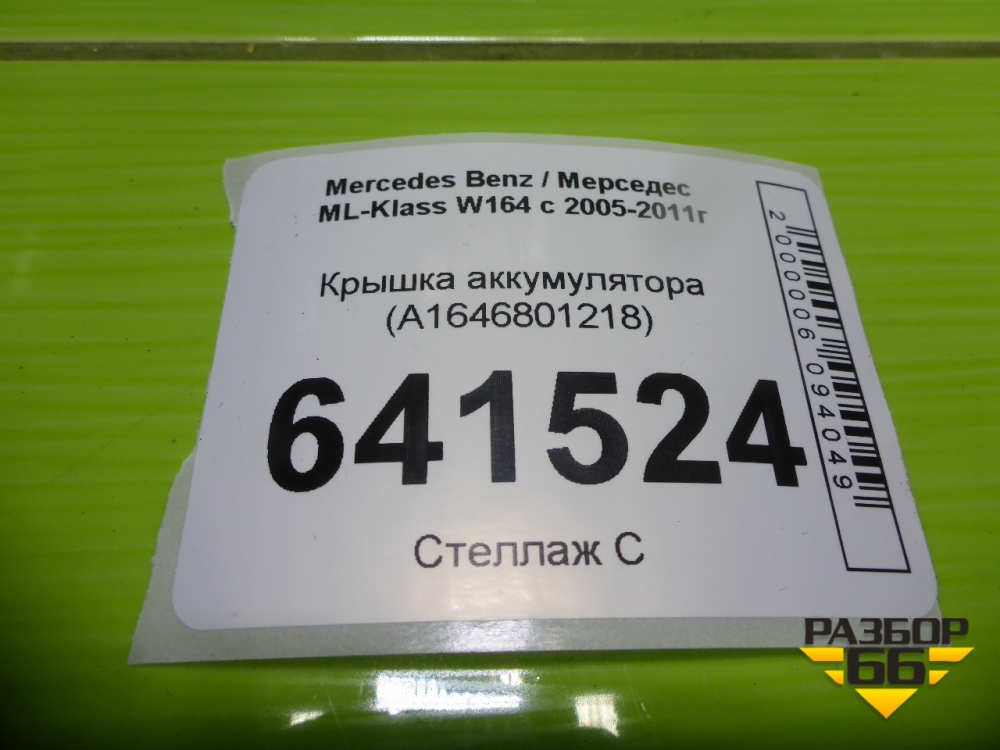 Mercedes Benz / Мерседес
ML-Klass W164 с 2005-2011г
Крышка аккумулятора
(A1646801218)
641524
Стеллаж С
2000006094049
РАЗБОР
66